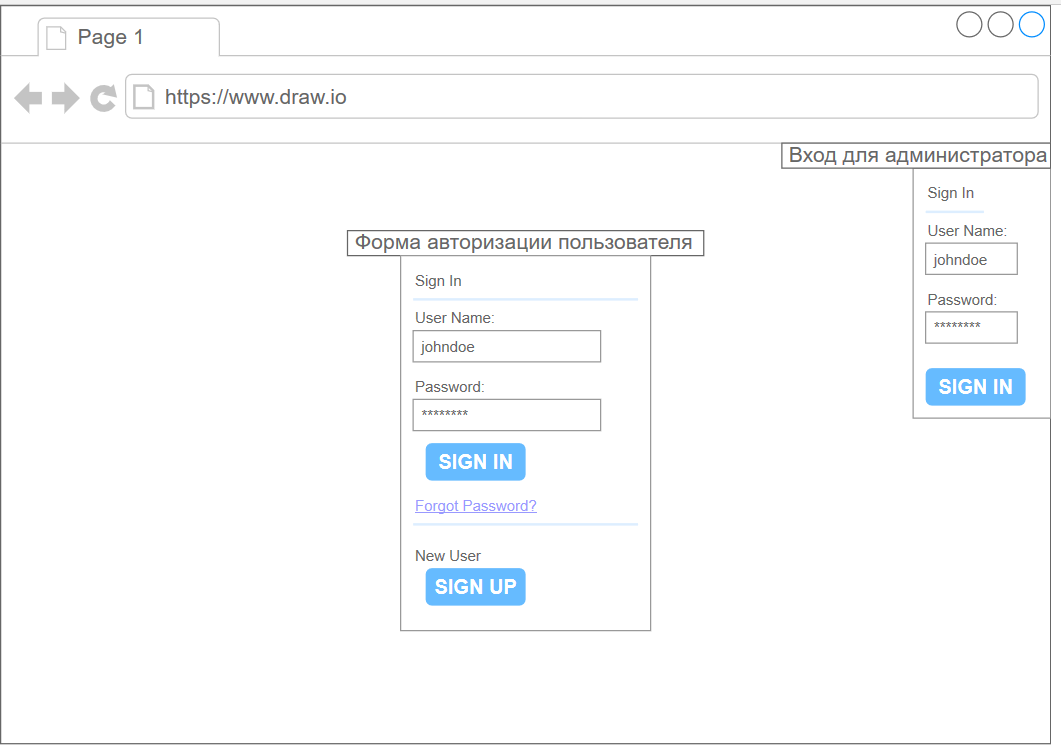 Page 1
https://www.draw.io
Вход для администратора
Sign In
User Name:
johndoe
Password:
********
SIGN IN
Форма авторизации пользователя
Sign In
User Name:
johndoe
Password:
********
SIGN IN
Forgot Password?
New User
SIGN UP